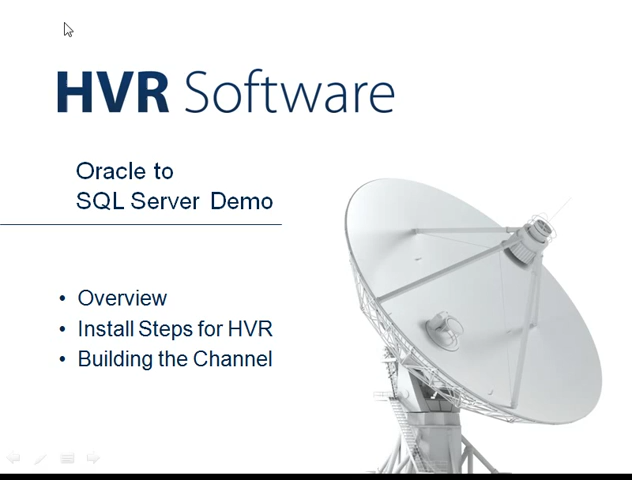 HVR Software
Oracle to
SQL Server Demo
• Overview
• Install Steps for HVR
• Building the Channel